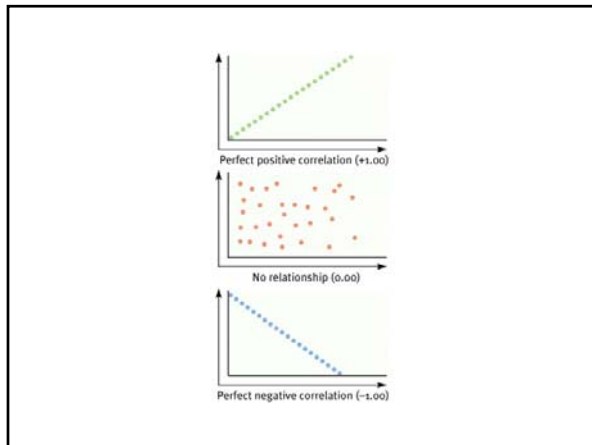 Perfect positive correlation (+1.00)
No relationship (0.00)
Perfect negative correlation (−1.00)